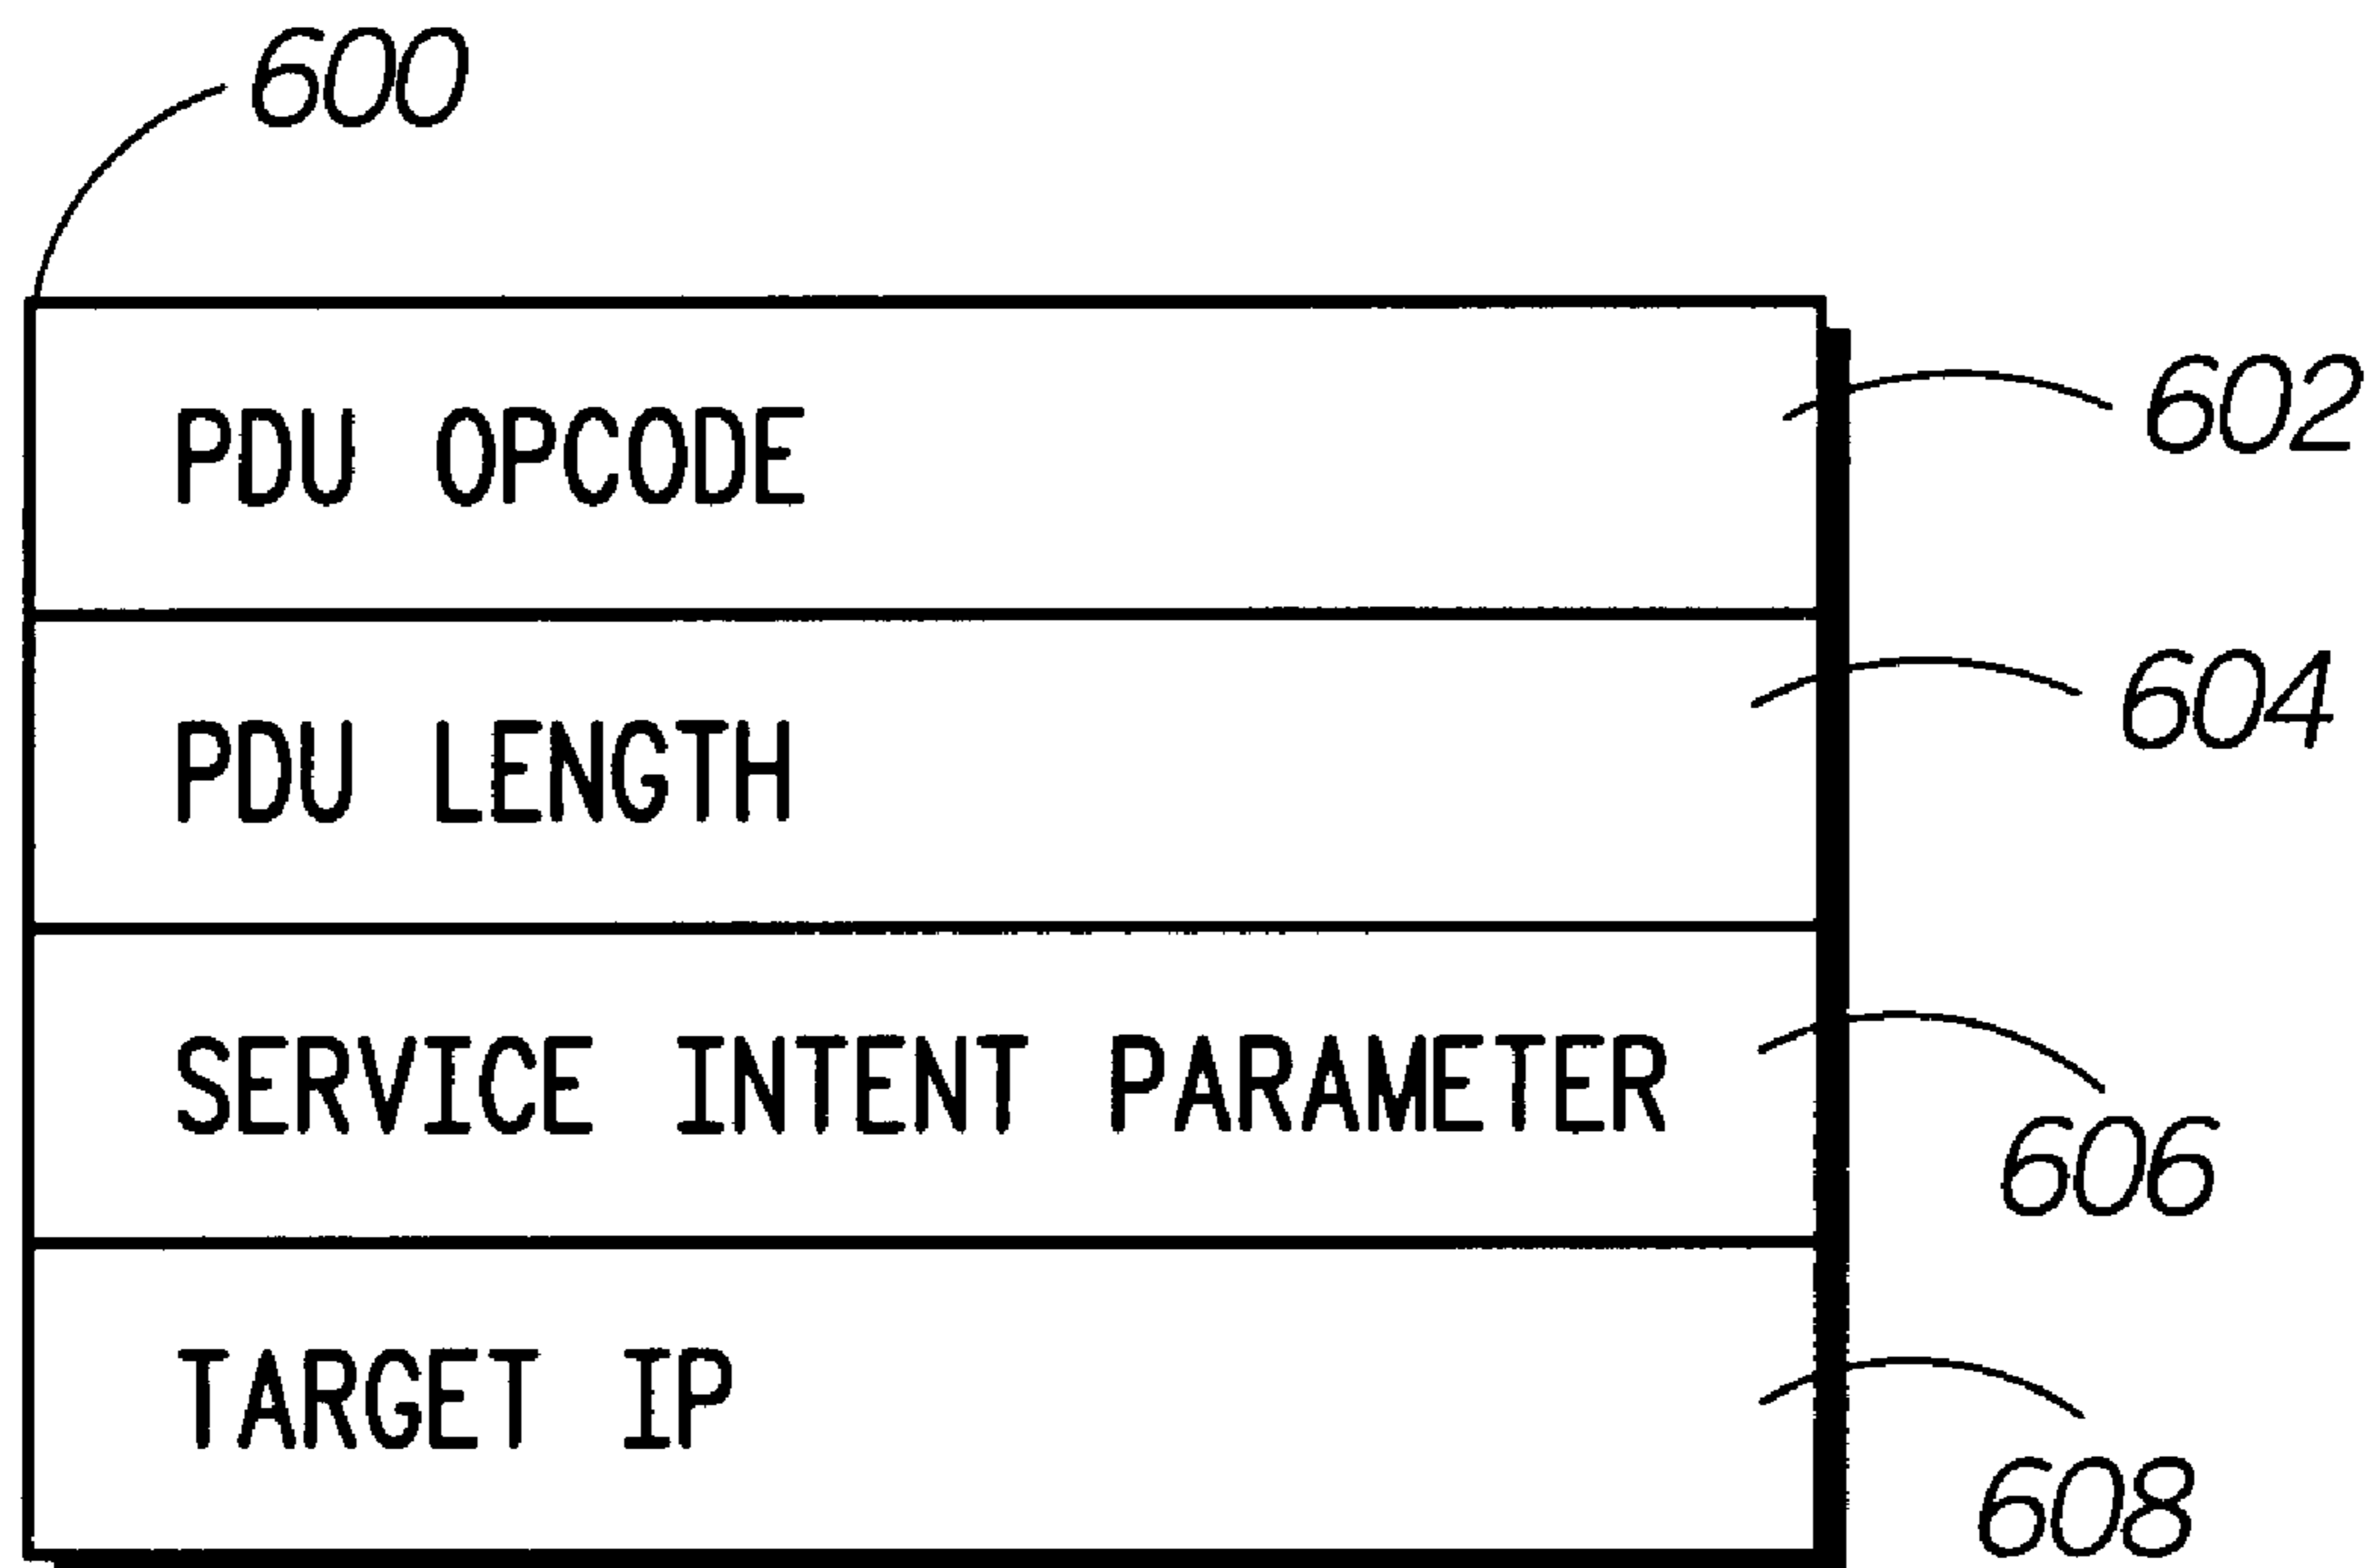 600
PDU OPCODE
602
PDU LENGTH
604
SERVICE INTENT PARAMETER
606
TARGET IP
608